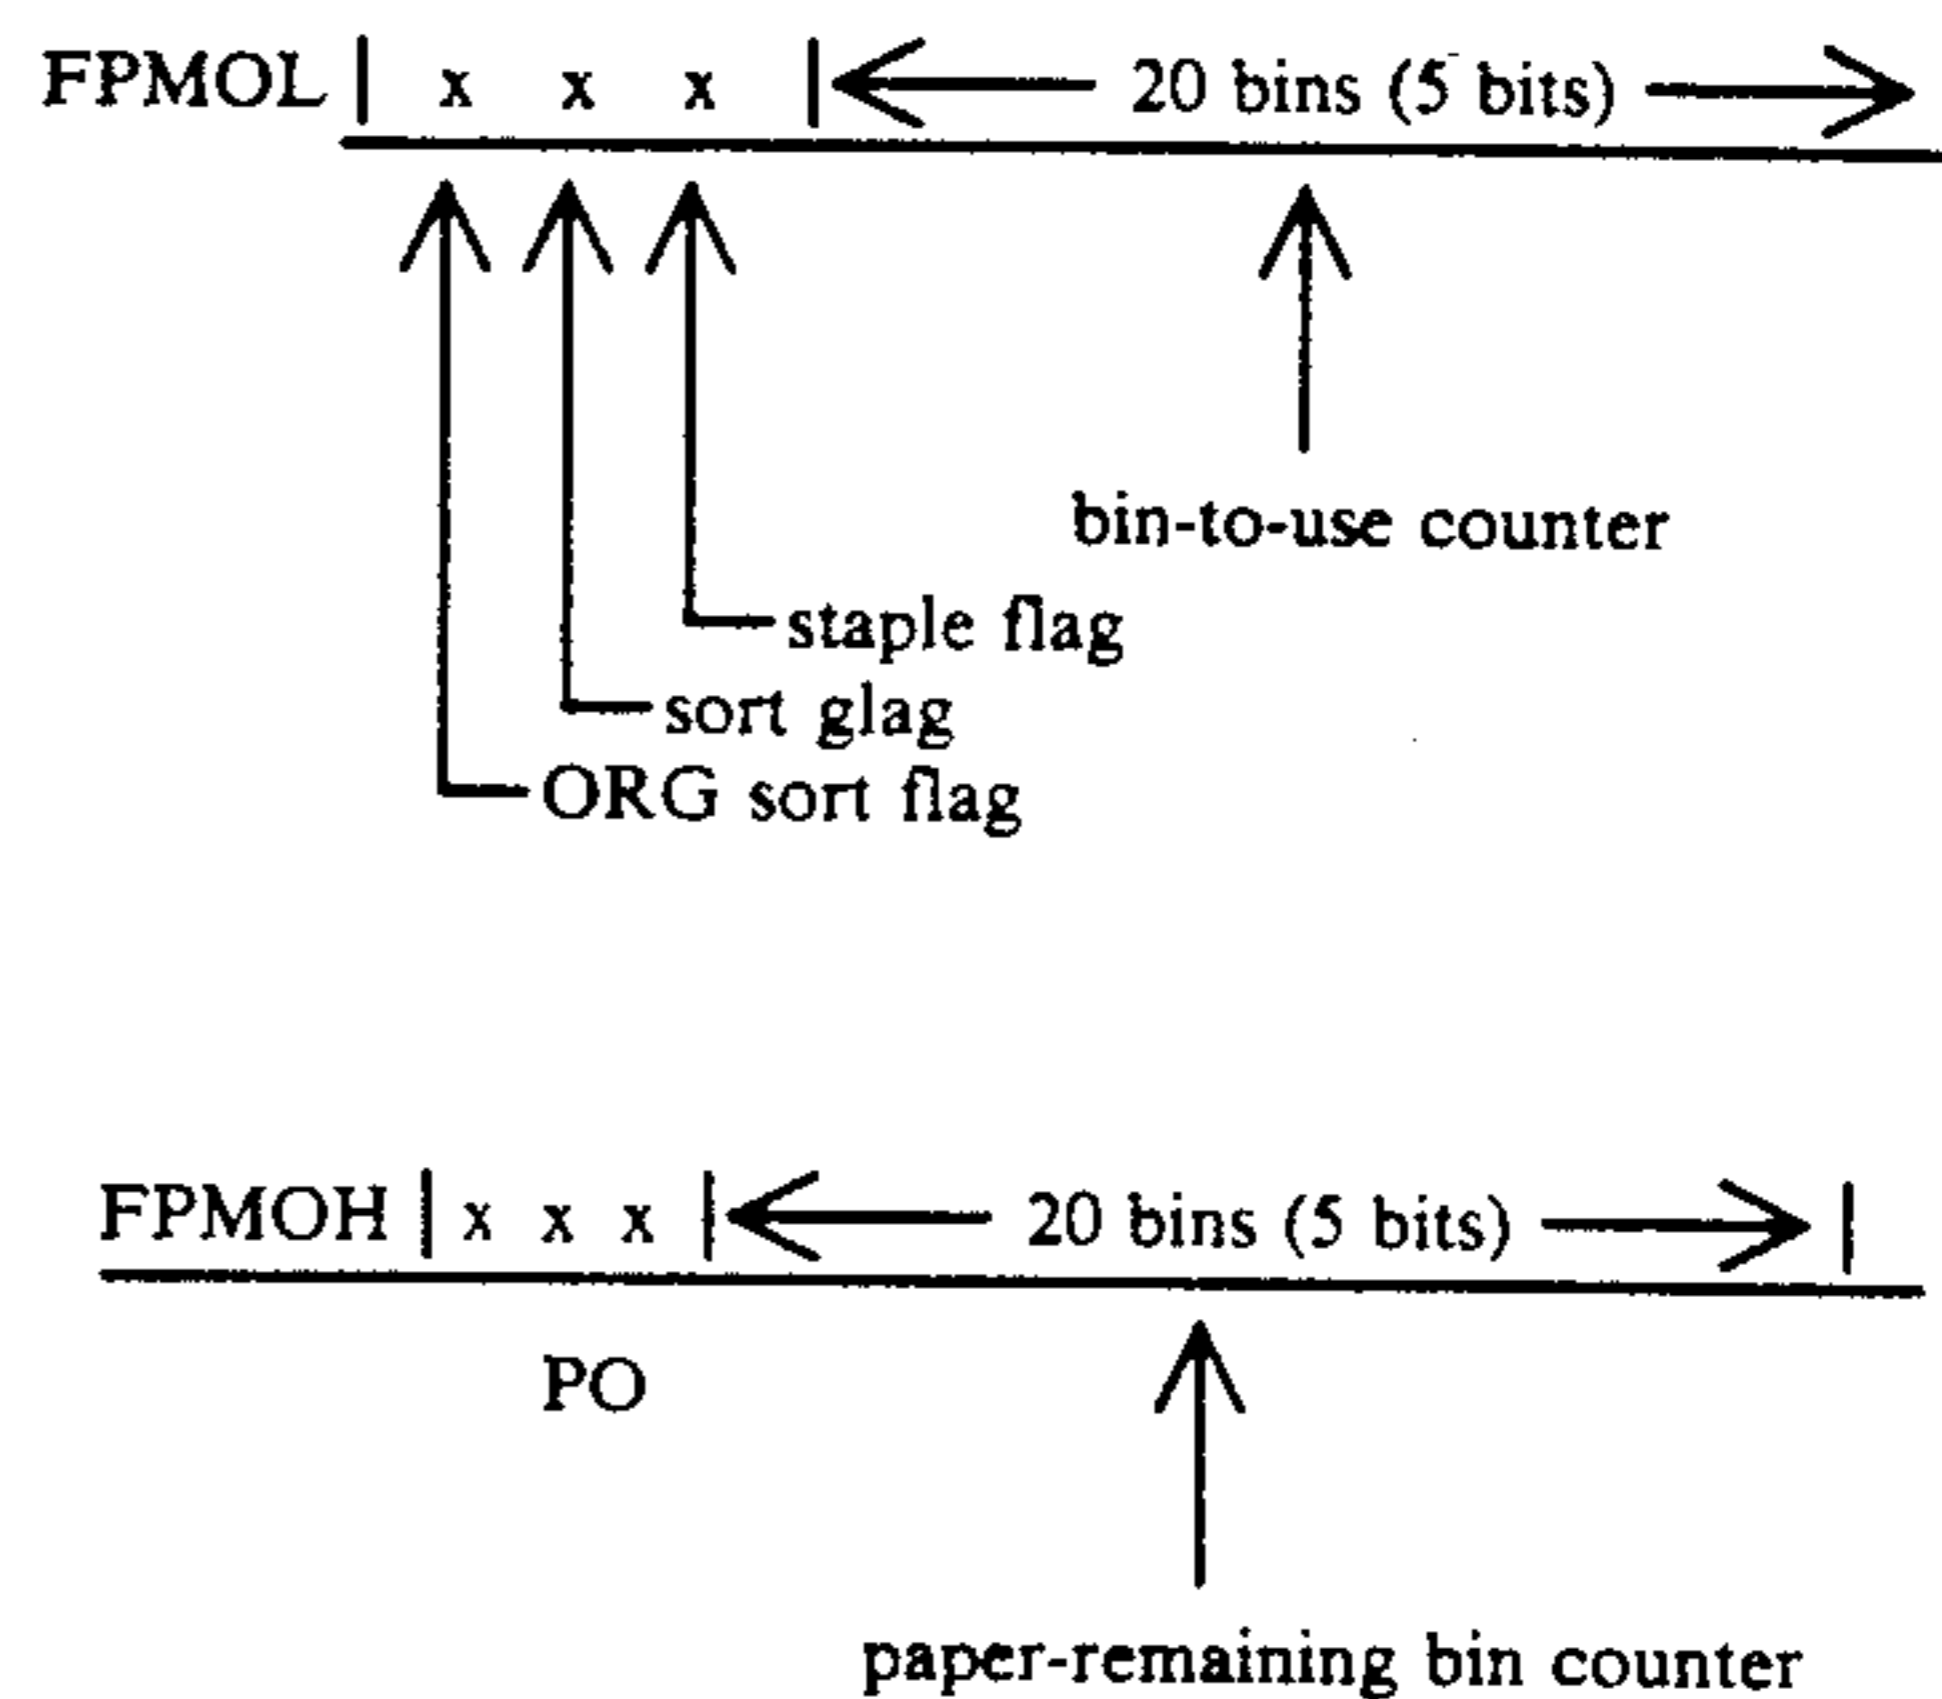 FPMOL | x x x | 20 bins (5 bits)
bin-to-use counter
staple flag
sort glag
ORG sort flag
FPMOH | x x x | 20 bins (5 bits) |
PO
paper-remaining bin counter